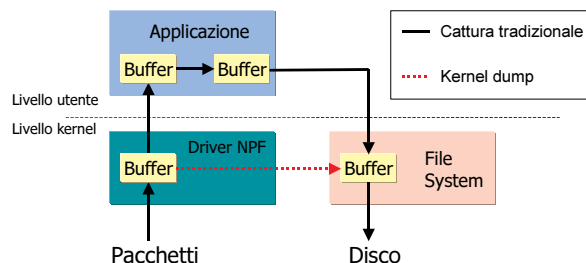 Applicazione
Buffer
Buffer
Cattura tradizionale
Kernel dump
Livello utente
Livello kernel
Driver NPF
Buffer
Buffer
File
System
Pacchetti
Disco